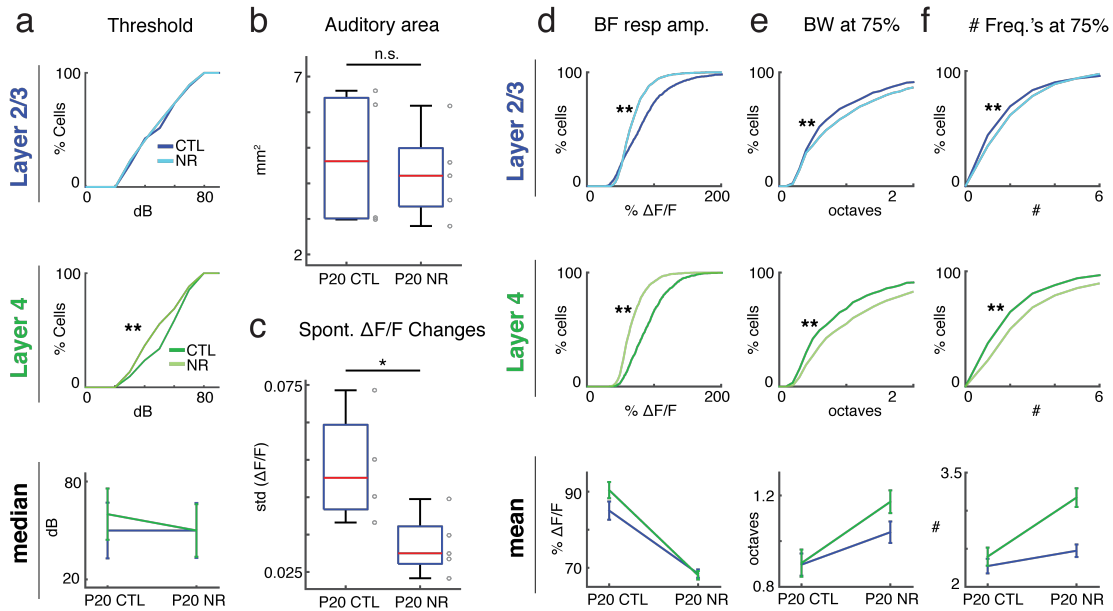 a
Threshold
Layer 2/3
100
% Cells
0
CTL
NR
0
80
dB
Layer 4
100
% Cells
0
**
CTL
NR
0
80
dB
median
80
dB
20
P20 CTL
P20 NR
b
Auditory area
n.s.
7
mm²
2
P20 CTL
P20 NR
c
Spont. ΔF/F Changes
*
0.075
std (ΔF/F)
0.025
P20 CTL
P20 NR
d
BF resp amp.
Layer 2/3
100
% cells
0
**
0
200
% ΔF/F
Layer 4
100
% cells
0
**
0
200
% ΔF/F
mean
90
% ΔF/F
70
P20 CTL
P20 NR
e
BW at 75%
100
% cells
0
**
0
2
octaves
100
% cells
0
**
0
2
octaves
1.2
octaves
0.8
P20 CTL
P20 NR
f
# Freq.'s at 75%
100
% cells
0
**
0
6
#
100
% cells
0
**
0
6
#
3.5
#
2
P20 CTL
P20 NR